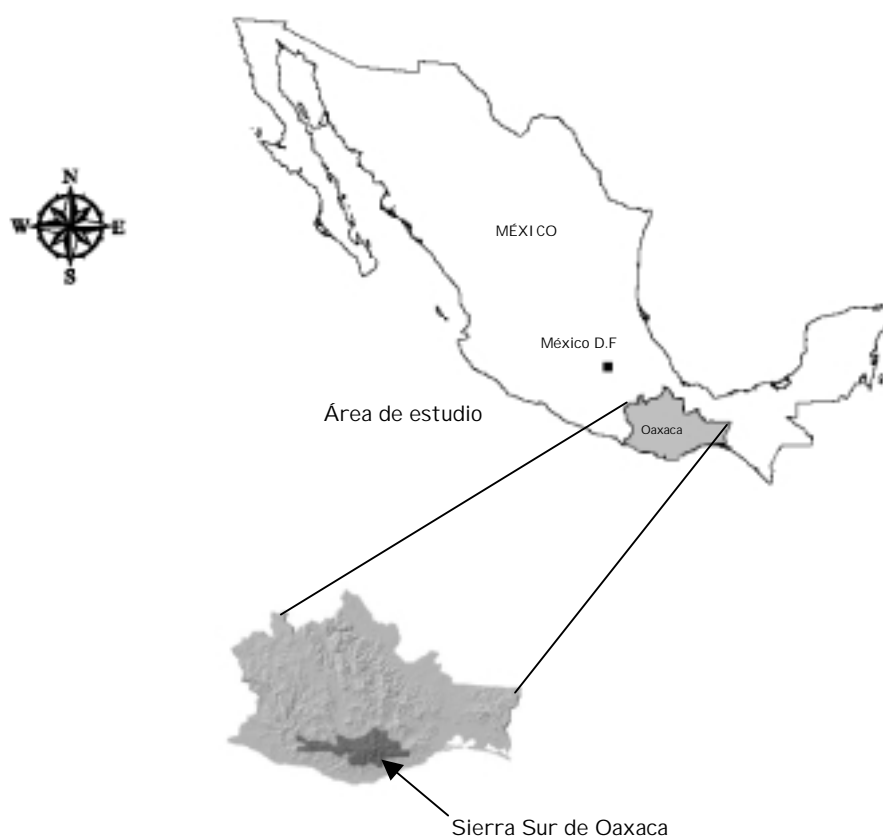 N
W E
S
MÉXICO
México D.F
Área de estudio
Oaxaca
Sierra Sur de Oaxaca